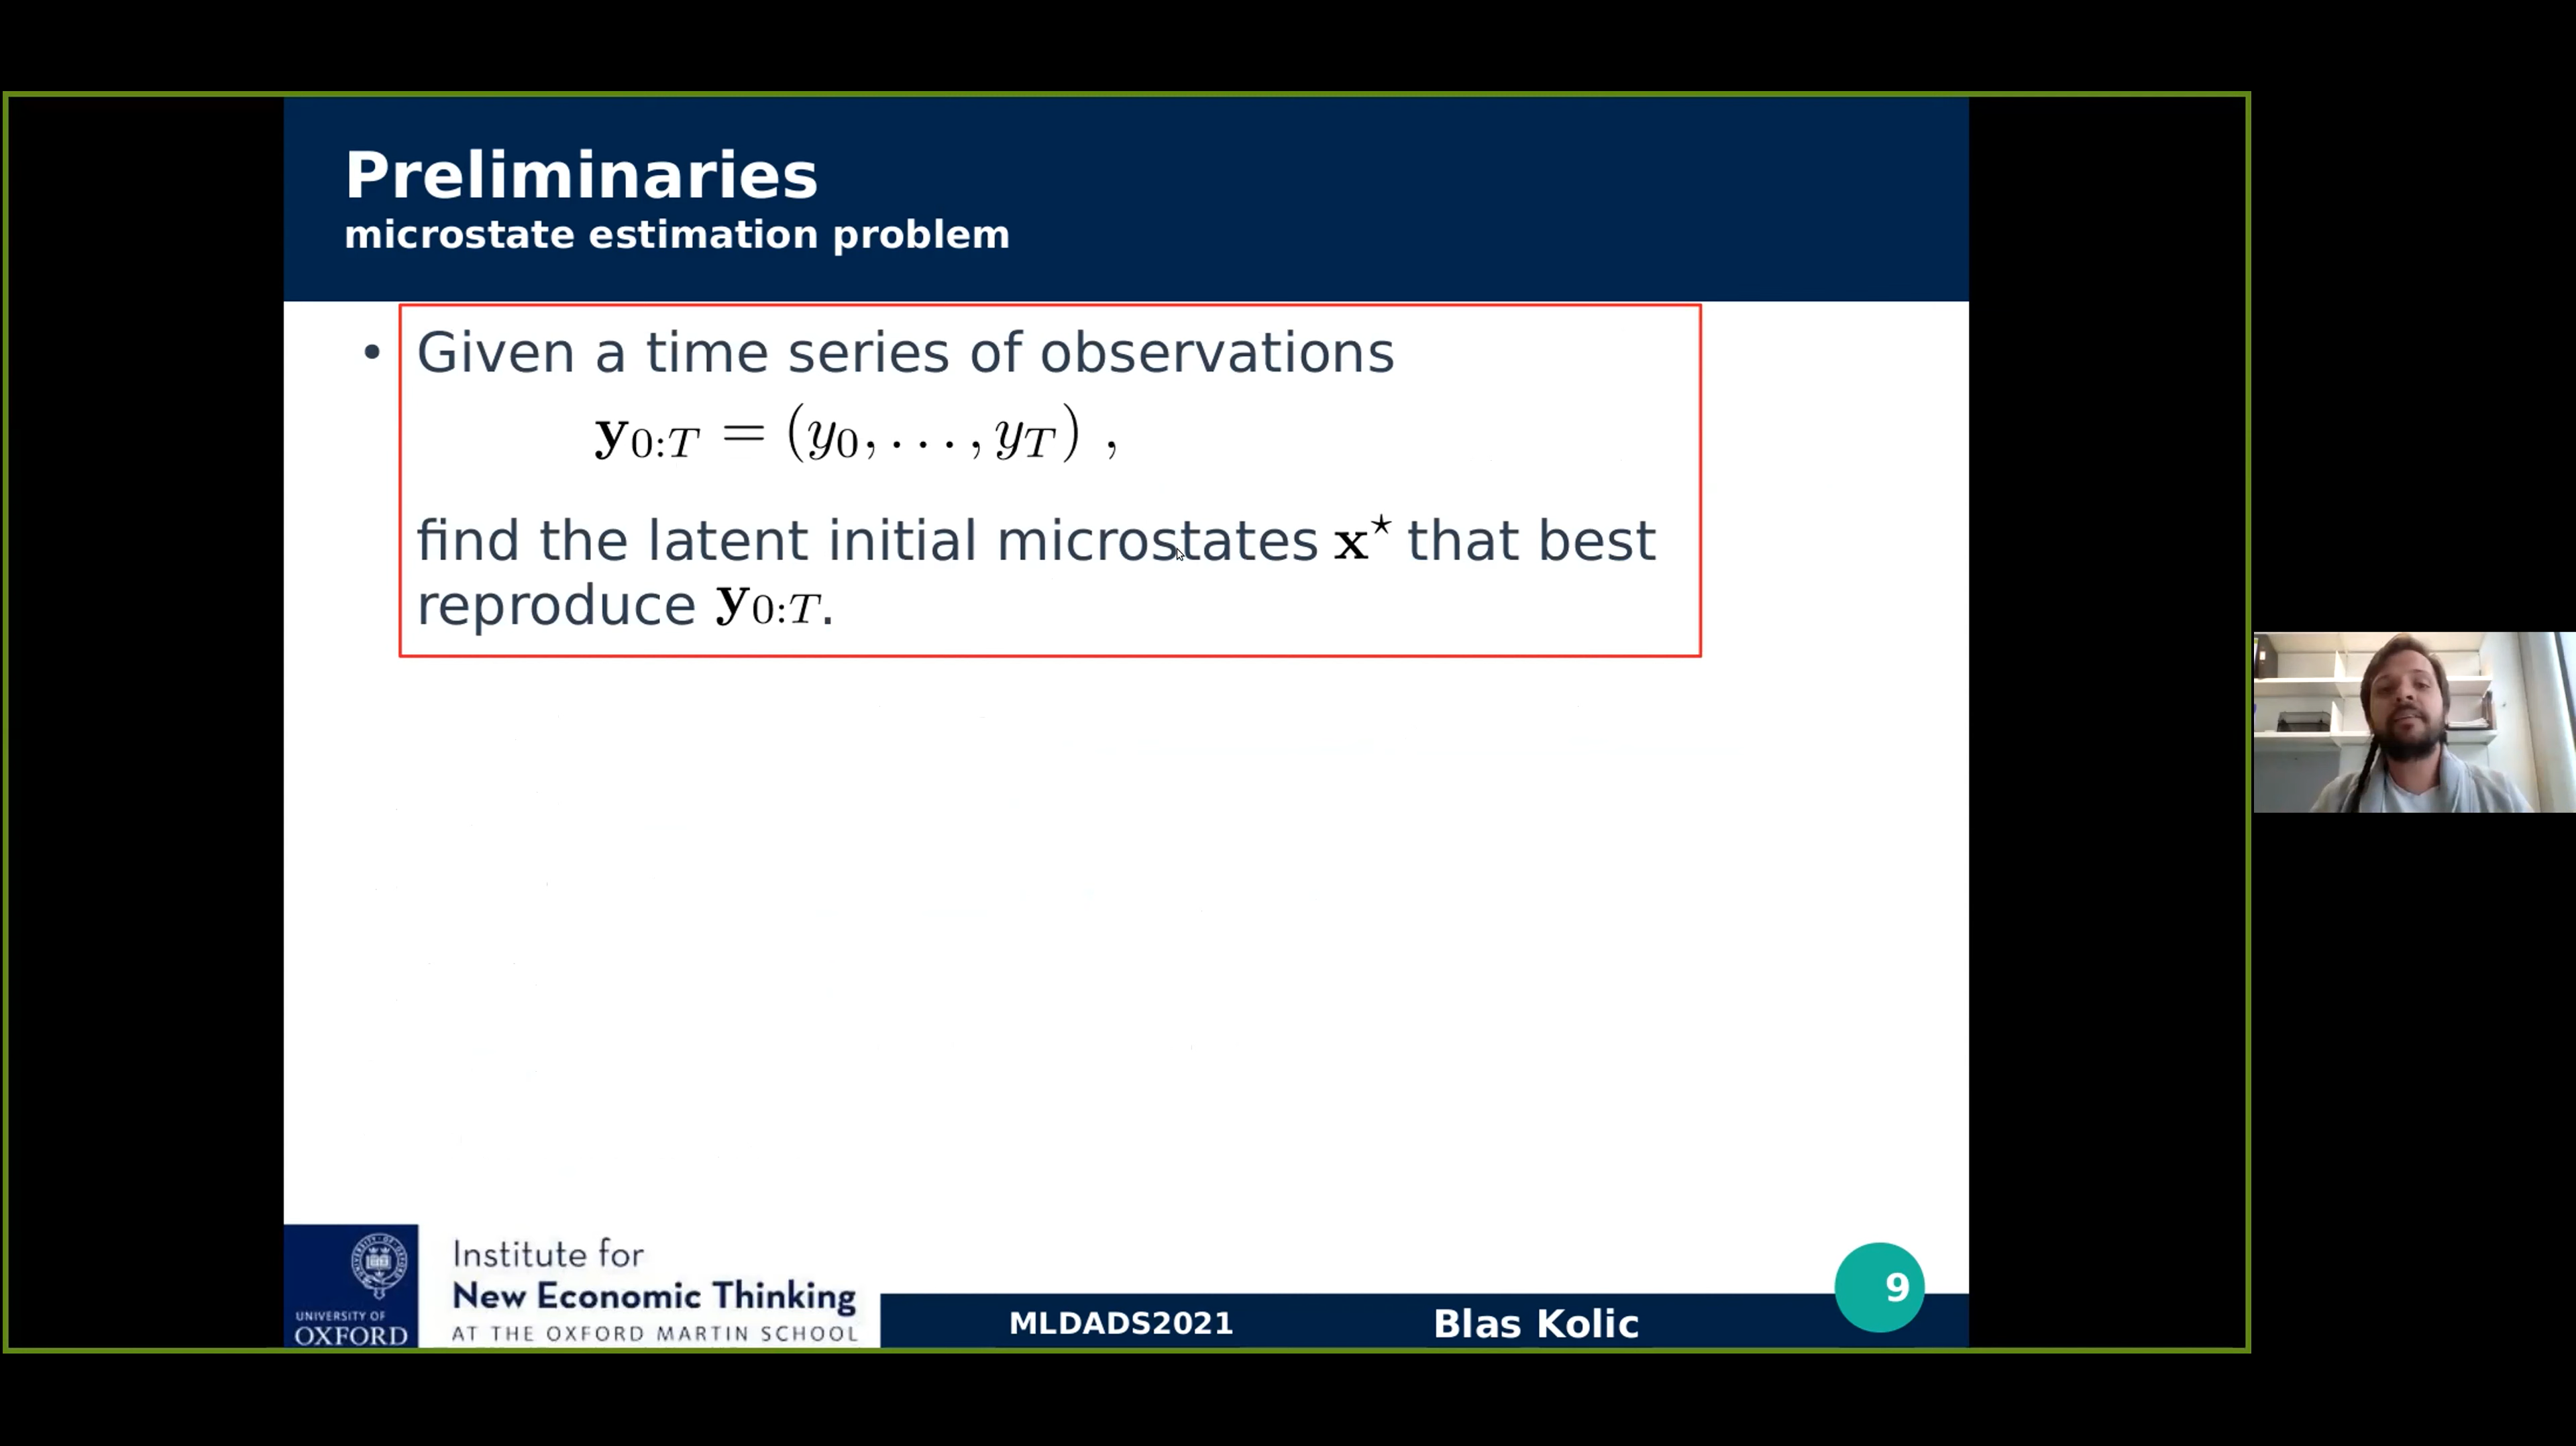 Preliminaries
microstate estimation problem
• Given a time series of observations
𝐲₀:T = (y₀, . . . , y_T) ,
find the latent initial microstates 𝐱⋆ that best
reproduce 𝐲₀:T.
UNIVERSITY OF
OXFORD
Institute for
New Economic Thinking
AT THE OXFORD MARTIN SCHOOL
MLDADS2021
Blas Kolic
9